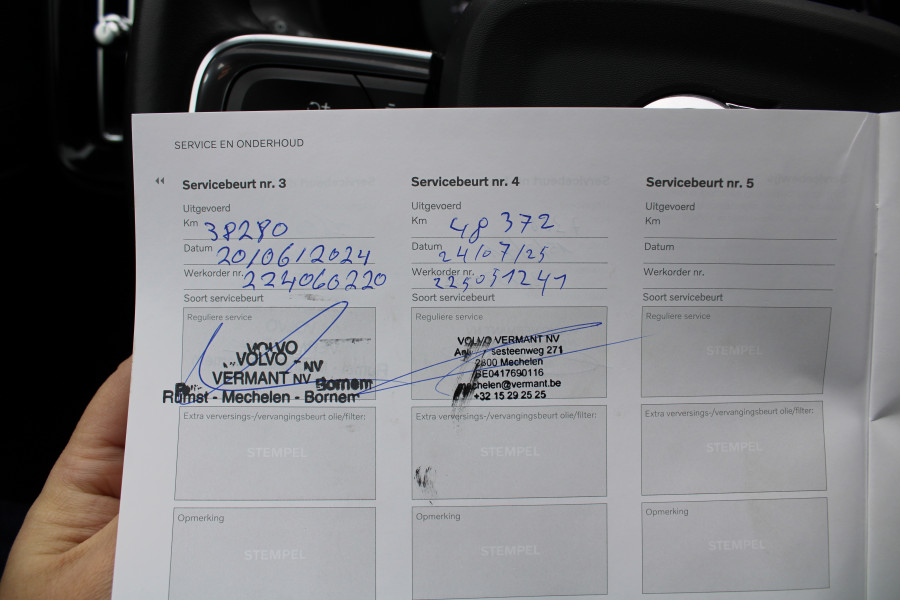 SERVICE EN ONDERHOUD
Servicebeurt nr. 3
Uitgevoerd
Km 38280
Datum 20/06/2024
Werkorder nr. 224060220
Soort servicebeurt
Reguliere service
VOLVO
VOLVO NV
VERMANT NV Bornem
Rumst - Mechelen - Bornem
Extra verversings-/vervangingsbeurt olie/filter:
STEMPEL
Opmerking
STEMPEL
Servicebeurt nr. 4
Uitgevoerd
Km 48 372
Datum 24/07/25
Werkorder nr. 225051241
Soort servicebeurt
Reguliere service
VOLVO VERMANT NV
sesteenweg 271
2800 Mechelen
BE0417690116
mechelen@vermant.be
+32 15 29 25 25
Extra verversings-/vervangingsbeurt olie/filter:
STEMPEL
Opmerking
STEMPEL
Servicebeurt nr. 5
Uitgevoerd
Km
Datum
Werkorder nr.
Soort servicebeurt
Reguliere service
STEMPEL
Extra verversings-/vervangingsbeurt olie/filter:
STEMPEL
Opmerking
STEMPEL